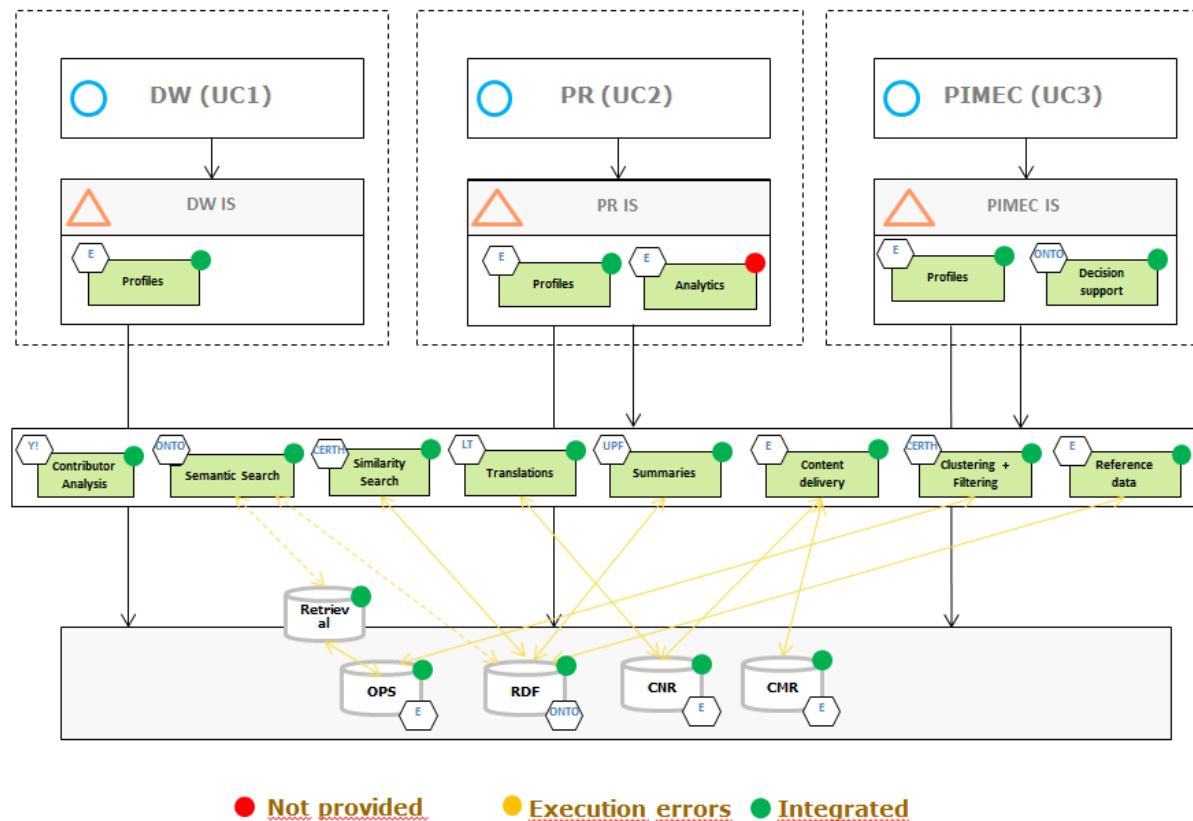 DW (UC1)
PR (UC2)
PIMEC (UC3)
DW IS
PR IS
PIMEC IS
E
Profiles
E
Profiles
E
Analytics
E
Profiles
ONTO
Decision
support
Y!
Contributor
Analysis
ONTO
Semantic Search
CERTH
Similarity
Search
LT
Translations
UPF
Summaries
E
Content
delivery
CERTH
Clustering +
Filtering
E
Reference
data
Retriev
al
OPS
E
RDF
ONTO
CNR
E
CMR
E
Not provided
Execution errors
Integrated